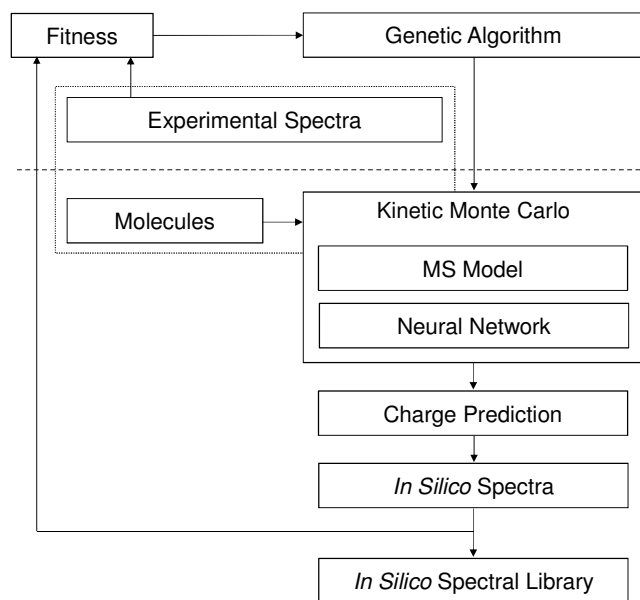 Fitness
Genetic Algorithm
Experimental Spectra
Molecules
Kinetic Monte Carlo
MS Model
Neural Network
Charge Prediction
In Silico Spectra
In Silico Spectral Library